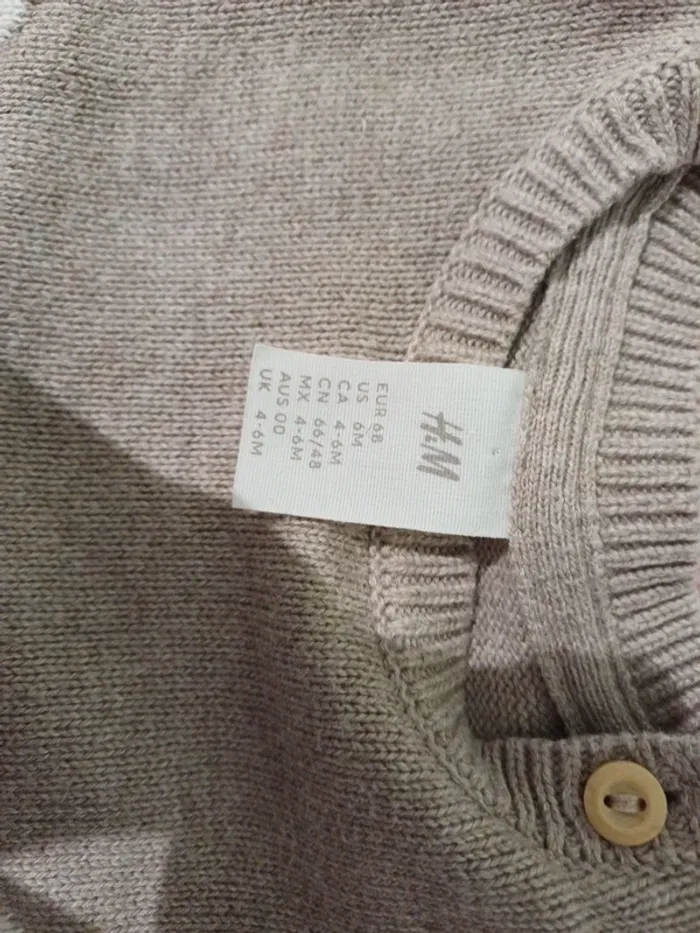 H&M
EUR 68
US 6M
CA 4-6M
CN 66/48
MX 4-6M
AUS 00
UK 4-6M